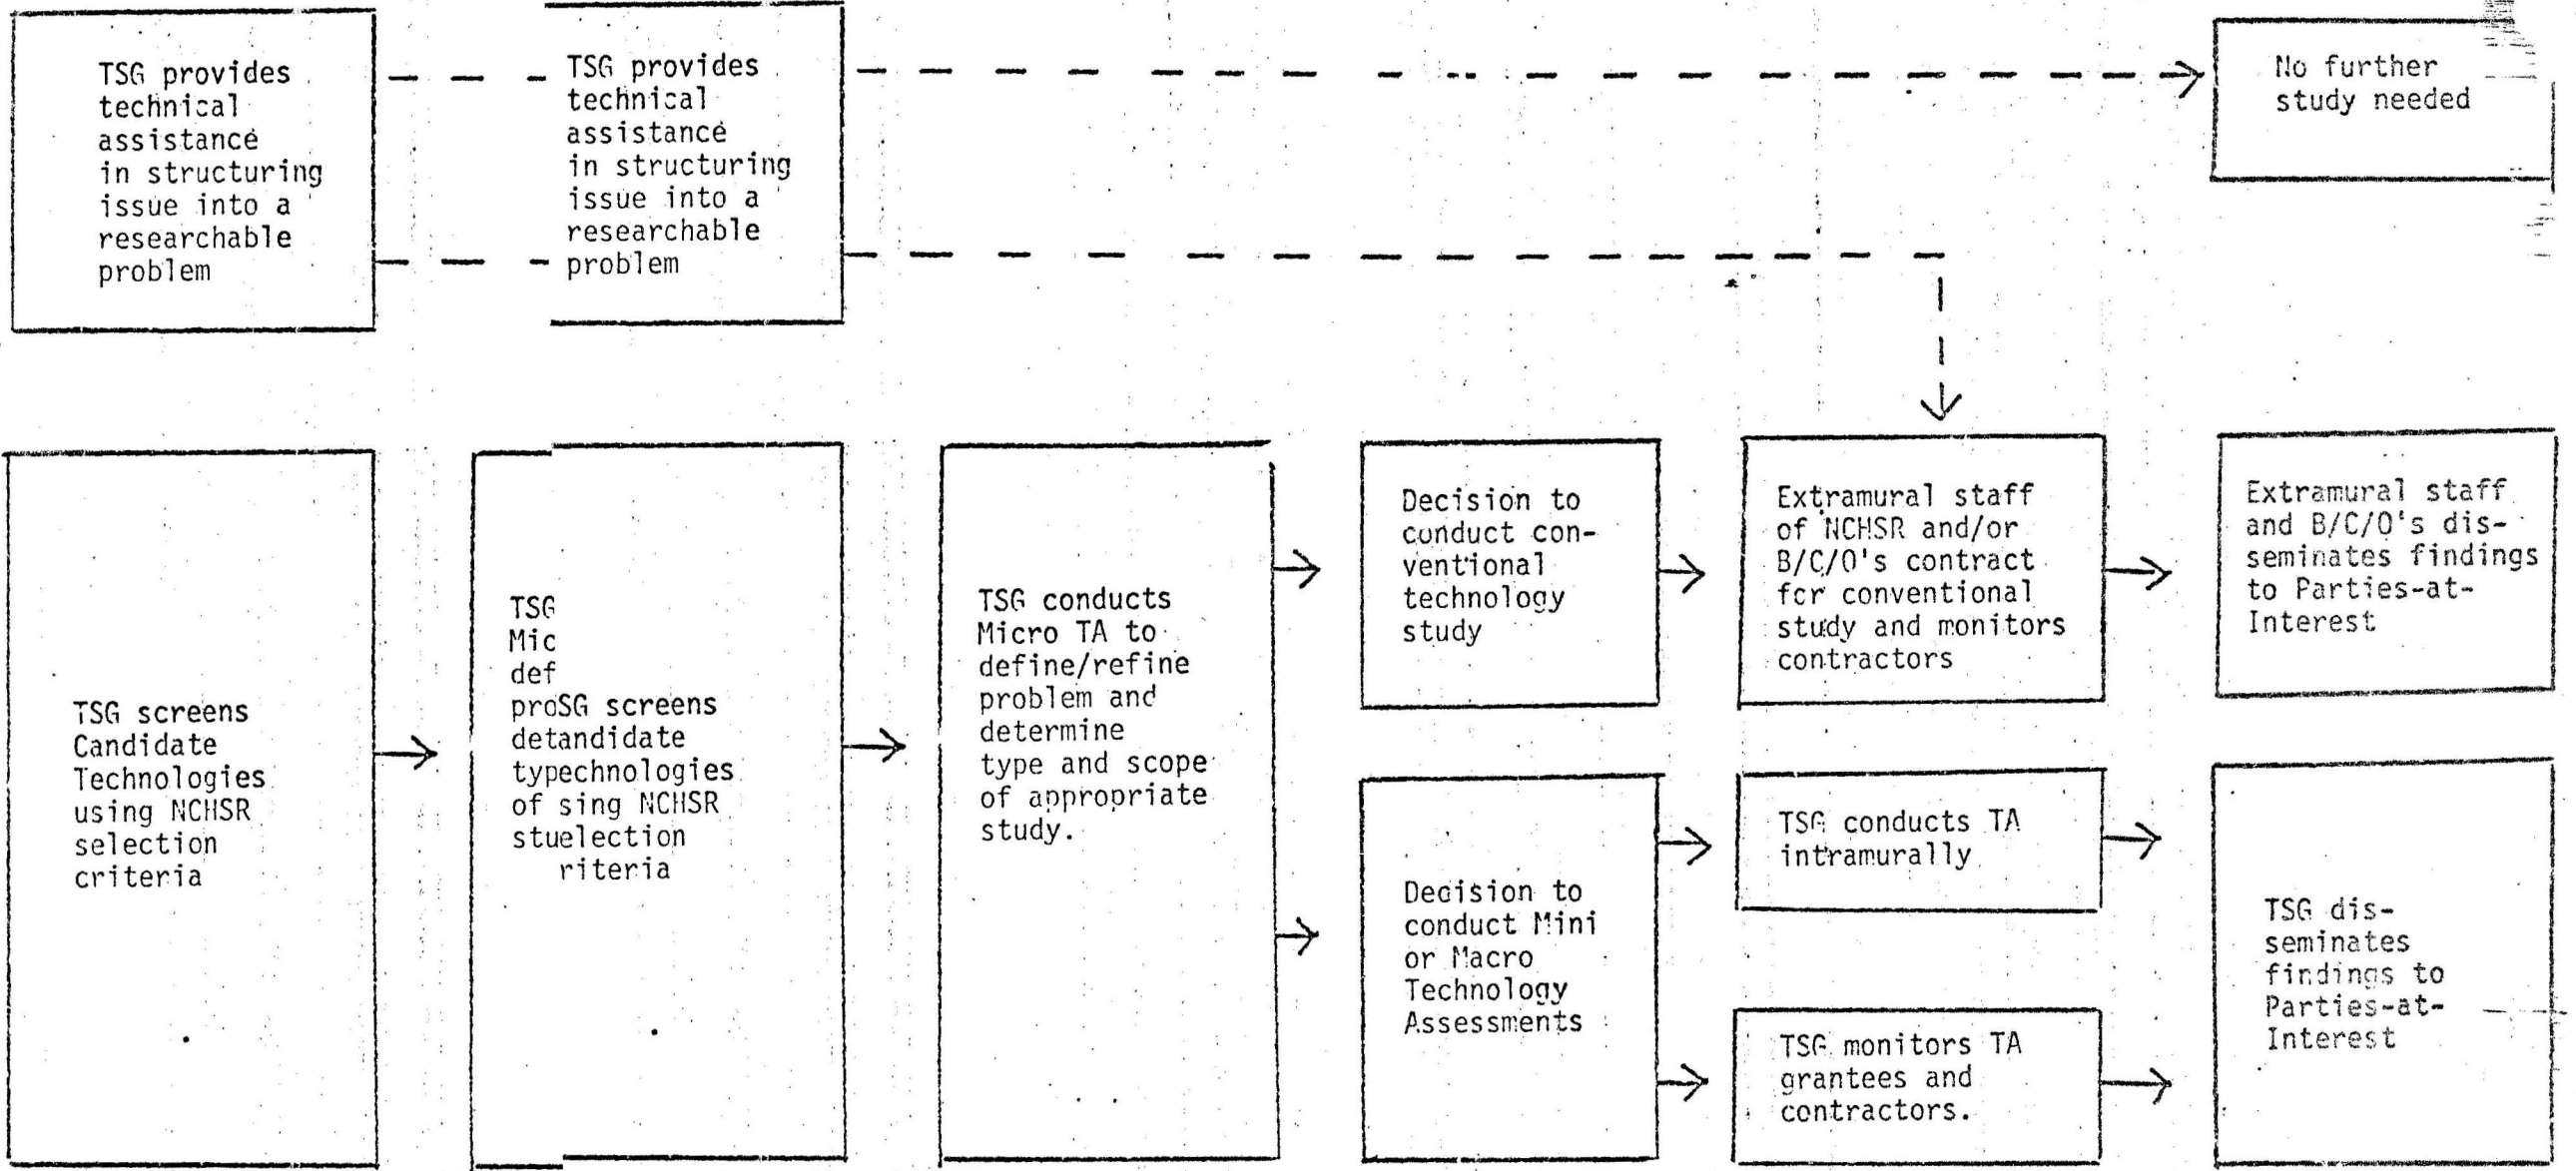 TSG provides
technical
assistance
in structuring
issue into a
researchable
problem
TSG provides
technical
assistance
in structuring
issue into a
researchable
problem
No further
study needed
TSG screens
Candidate
Technologies
using NCHSR
selection
criteria
TSG
Mic
def
proSG screens
detandidate
typechnologies
of sing NCHSR
stuelection
riteria
TSG conducts
Micro TA to
define/refine
problem and
determine
type and scope
of appropriate
study.
Decision to
conduct con-
ventional
technology
study
Extramural staff
of NCHSR and/or
B/C/O's contract
for conventional
study and monitors
contractors
Extramural staff
and B/C/O's dis-
seminates findings
to Parties-at-
Interest
Decision to
conduct Mini
or Macro
Technology
Assessments
TSG conducts TA
intramurally
TSG monitors TA
grantees and
contractors.
TSG dis-
seminates
findings to
Parties-at-
Interest